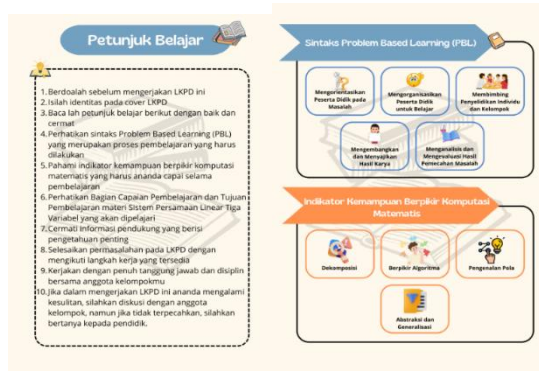 Petunjuk Belajar
1. Berdoalah sebelum mengerjakan LKPD ini
2. Isilah identitas pada cover LKPD
3. Baca lah petunjuk belajar berikut dengan baik dan
cermat
4. Perhatikan sintaks Problem Based Learning (PBL)
yang merupakan proses pembelajaran yang harus
dilakukan
5. Pahami indikator kemampuan berpikir komputasi
matematis yang harus ananda capai selama
pembelajaran
6. Perhatikan Bagian Capaian Pembelajaran dan Tujuan
Pembelajaran materi Sistem Persamaan Linear Tiga
Variabel yang akan dipelajari
7. Cermati informasi pendukung yang berisi
pengetahuan penting
8. Selesaikan permasalahan pada LKPD dengan
mengikuti langkah kerja yang tersedia
9. Kerjakan dengan penuh tanggung jawab dan disiplin
bersama anggota kelompokmu
10. Jika dalam mengerjakan LKPD ini ananda mengalami
kesulitan, silahkan diskusi dengan anggota
kelompok, namun jika tidak terpecahkan, silahkan
bertanya kepada pendidik.
Sintaks Problem Based Learning (PBL)
Mengorientasikan
Peserta Didik pada
Masalah
Mengorganisasikan
Peserta Didik
untuk Belajar
Membimbing
Penyelidikan Individu
dan Kelompok
Mengembangkan
dan Menyajikan
Hasil Karya
Menganalisis dan
Mengevaluasi Hasil
Pemecahan Masalah
Indikator Kemampuan Berpikir Komputasi
Matematis
Dekomposisi
Berpikir Algoritma
Pengenalan Pola
Abstraksi dan
Generalisasi